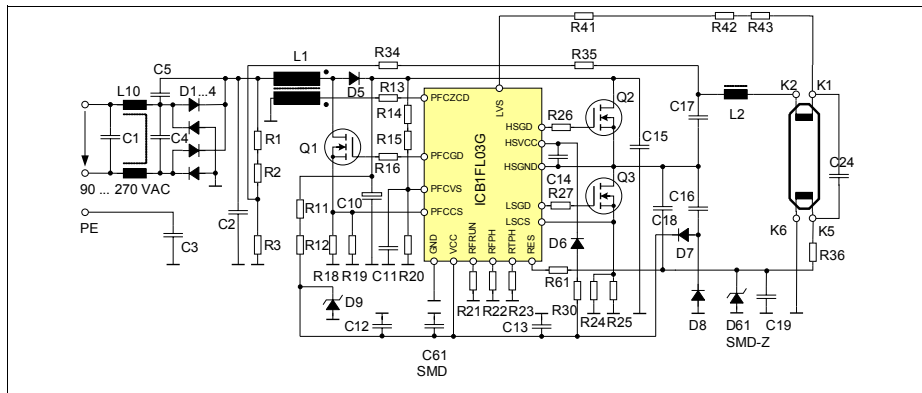 R41
R42 R43
R34
R35
L1
K2 K1
C5
D5
R13
L10 D1...4
PFCZCD
LVS
R26
Q2
L2
C17
R14
HSGD
C1
C4
R1
R15
HSVCC
C15
Q1
R16
PFCGD
ICB1FL03G
HSGND
C14
Q3
C24
R2
R27
90 ... 270 VAC
PFCVS
LSGD
C16
C10
LSCS
C18
R11
PFCCS
K6 K5
PE
C2
D6
D7
R36
C3
R3
R12
GND
VCC
RFRUN
RFPH
RTPH
RES
R18 R19 C11 R20
R61
D9
R21 R22 R23
R30
R24 R25
C12
C13
D8
D61
SMD-Z
C19
C61
SMD